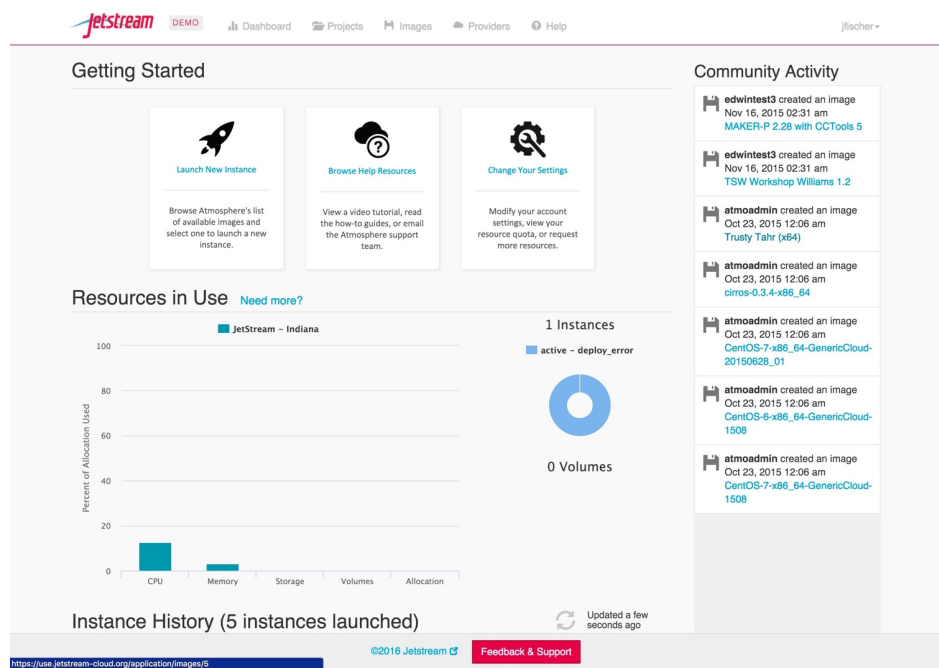 Jetstream DEMO Dashboard Projects Images Providers Help jfischer
Getting Started
Launch New Instance
Browse Atmosphere's list
of available images and
select one to launch a new
instance.
Browse Help Resources
View a video tutorial, read
the how-to guides, or email
the Atmosphere support
team.
Change Your Settings
Modify your account
settings, view your
resource quota, or request
more resources.
Resources in Use Need more?
JetStream - Indiana
Percent of Allocation Used
100
80
60
40
20
0
CPU Memory Storage Volumes Allocation
1 Instances
active - deploy_error
0 Volumes
Instance History (5 instances launched)
Updated a few
seconds ago
Community Activity
edwintest3 created an image
Nov 16, 2015 02:31 am
MAKER-P 2.28 with CCTools 5
edwintest3 created an image
Nov 16, 2015 02:31 am
TSW Workshop Williams 1.2
atmoadmin created an image
Oct 23, 2015 12:06 am
Trusty Tahr (x64)
atmoadmin created an image
Oct 23, 2015 12:06 am
cirros-0.3.4-x86_64
atmoadmin created an image
Oct 23, 2015 12:06 am
CentOS-7-x86_64-GenericCloud-
20150628_01
atmoadmin created an image
Oct 23, 2015 12:06 am
CentOS-6-x86_64-GenericCloud-
1508
atmoadmin created an image
Oct 23, 2015 12:06 am
CentOS-7-x86_64-GenericCloud-
1508
©2016 Jetstream Feedback & Support
https://use.jetstream-cloud.org/application/images/5